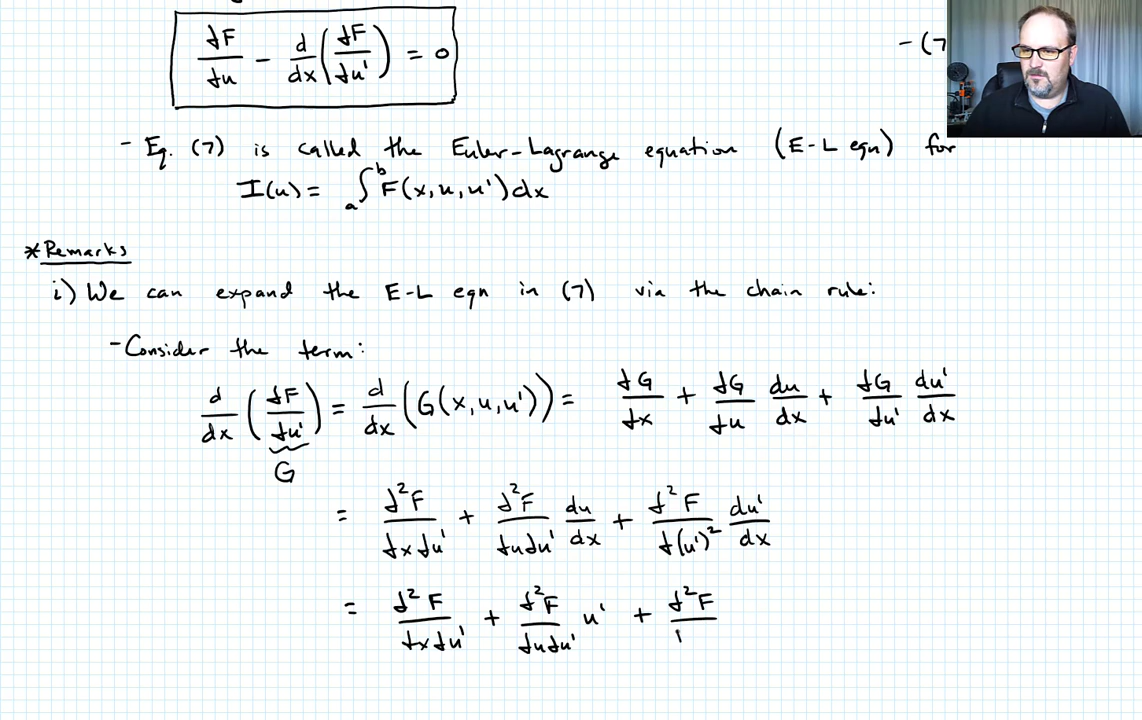 ∂F/∂u - d/dx(∂F/∂u') = 0
- (7
- Eq. (7) is called the Euler-Lagrange equation (E-L eqn) for
I(u) = ∫_a^b F(x,u,u')dx
*Remarks
i) We can expand the E-L eqn in (7) via the chain rule:
- Consider the term:
d/dx(∂F/∂u') = d/dx(G(x,u,u')) = ∂G/∂x + ∂G/∂u du/dx + ∂G/∂u' du'/dx
G
= ∂²F/∂x∂u' + ∂²F/∂u∂u' du/dx + ∂²F/∂(u')² du'/dx
= ∂²F/∂x∂u' + ∂²F/∂u∂u' u' + ∂²F/